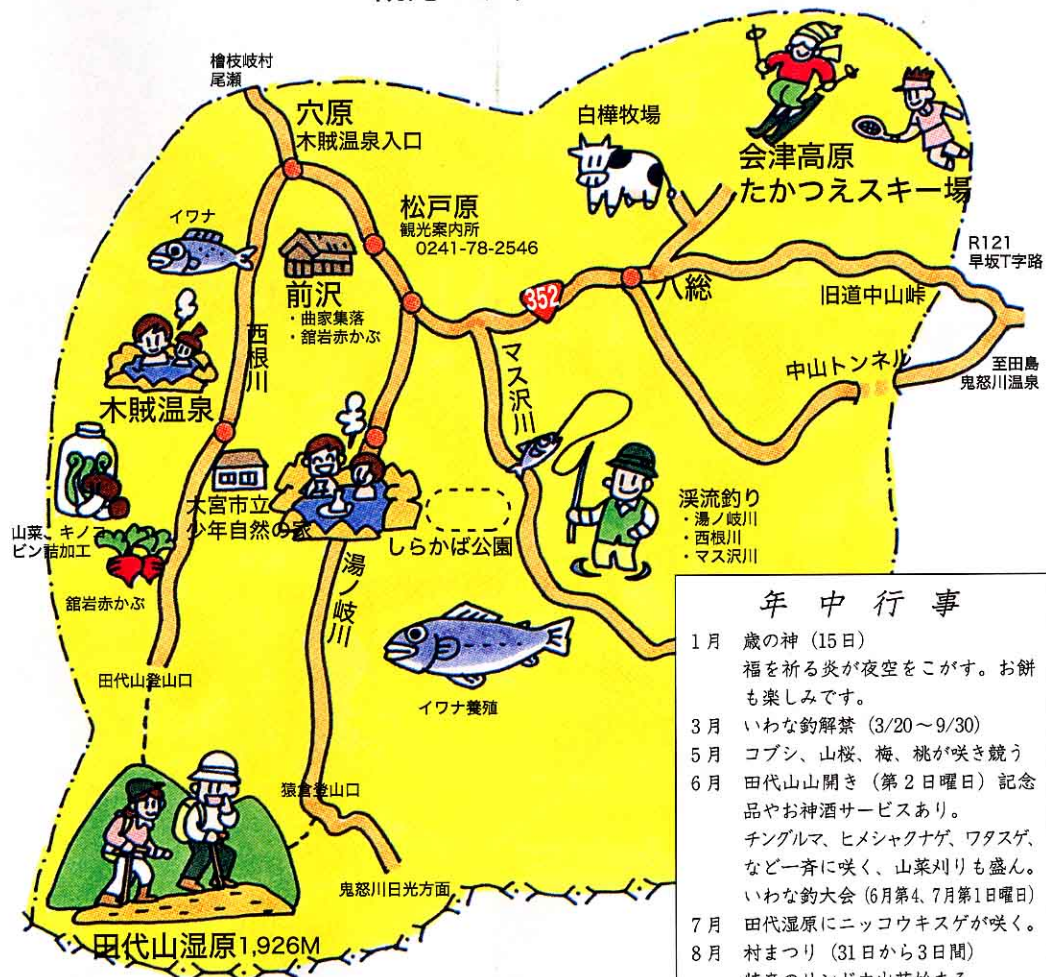 檜枝岐村
尾瀬
穴原
木賊温泉入口
白樺牧場
会津高原
たかつえスキー場
イワナ
松戸原
観光案内所
0241-78-2546
R121
早坂T字路
前沢
・曲家集落
・舘岩赤かぶ
352
八総
旧道中山峠
西根川
マス沢川
中山トンネル
至田島
鬼怒川温泉
木賊温泉
大宮市立
少年自然の家
しらかば公園
渓流釣り
・湯ノ岐川
・西根川
・マス沢川
山菜、キノコ
ビン詰加工
舘岩赤かぶ
湯ノ岐川
田代山登山口
イワナ養殖
猿倉登山口
鬼怒川日光方面
田代山湿原1,926M
年中行事
1月 歳の神 (15日)
福を祈る炎が夜空をこがす。お餅
も楽しみです。
3月 いわな釣解禁 (3/20～9/30)
5月 コブシ、山桜、梅、桃が咲き競う
6月 田代山山開き (第2日曜日) 記念
品やお神酒サービスあり。
チングルマ、ヒメシャクナゲ、ワタスゲ、
など一斉に咲く、山菜刈りも盛ん。
いわな釣大会 (6月第4、7月第1日曜日)
7月 田代湿原にニッコウキスゲが咲く。
8月 村まつり (31日から3日間)